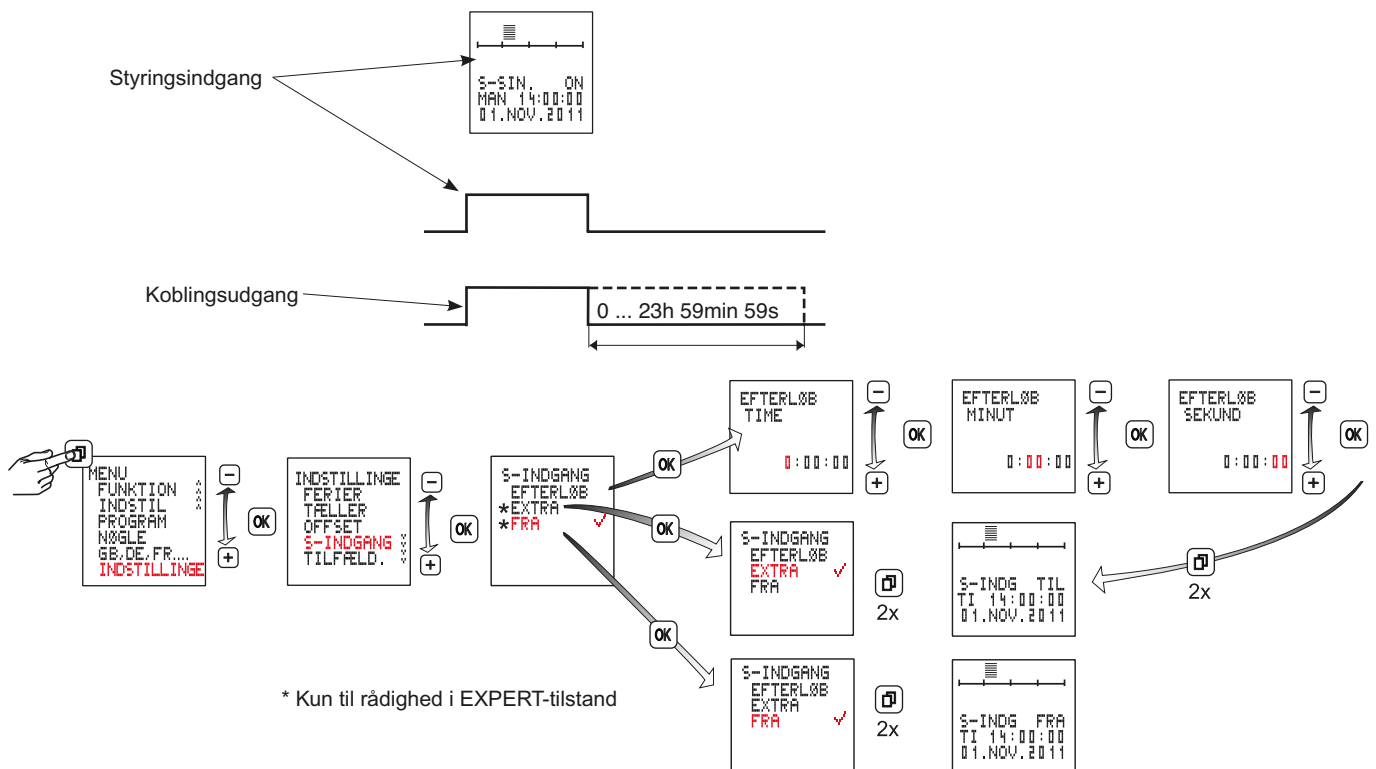 Styringsindgang
S-SIN. ON
MAN 14:00:00
01.NOV.2011
Koblingsudgang
0 ... 23h 59min 59s
MENU
FUNKTION
INDSTIL
PROGRAM
NØGLE
GB,DE,FR....
INDSTILLINGE
−
OK
+
INDSTILLINGE
FERIER
TÆLLER
OFFSET
S-INDGANG
TILFÆLD.
−
OK
+
S-INDGANG
EFTERLØB
*EXTRA
*FRA ✓
OK
OK
OK
EFTERLØB
TIME
0:00:00
−
OK
+
EFTERLØB
MINUT
0:00:00
−
OK
+
EFTERLØB
SEKUND
0:00:00
−
OK
+
S-INDGANG
EFTERLØB
EXTRA ✓
FRA
2x
S-INDG TIL
TI 14:00:00
01.NOV.2011
2x
S-INDGANG
EFTERLØB
EXTRA
FRA ✓
2x
S-INDG FRA
TI 14:00:00
01.NOV.2011
* Kun til rådighed i EXPERT-tilstand